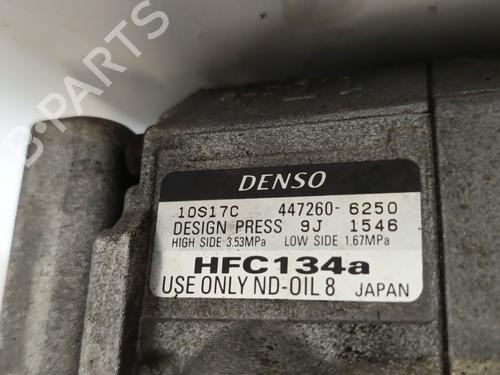 DENSO
10S17C 447260- 6250
DESIGN PRESS 9J 1546
HIGH SIDE 3.53MPa LOW SIDE 1.67MPa
HFC134a
USE ONLY ND-OIL 8 JAPAN